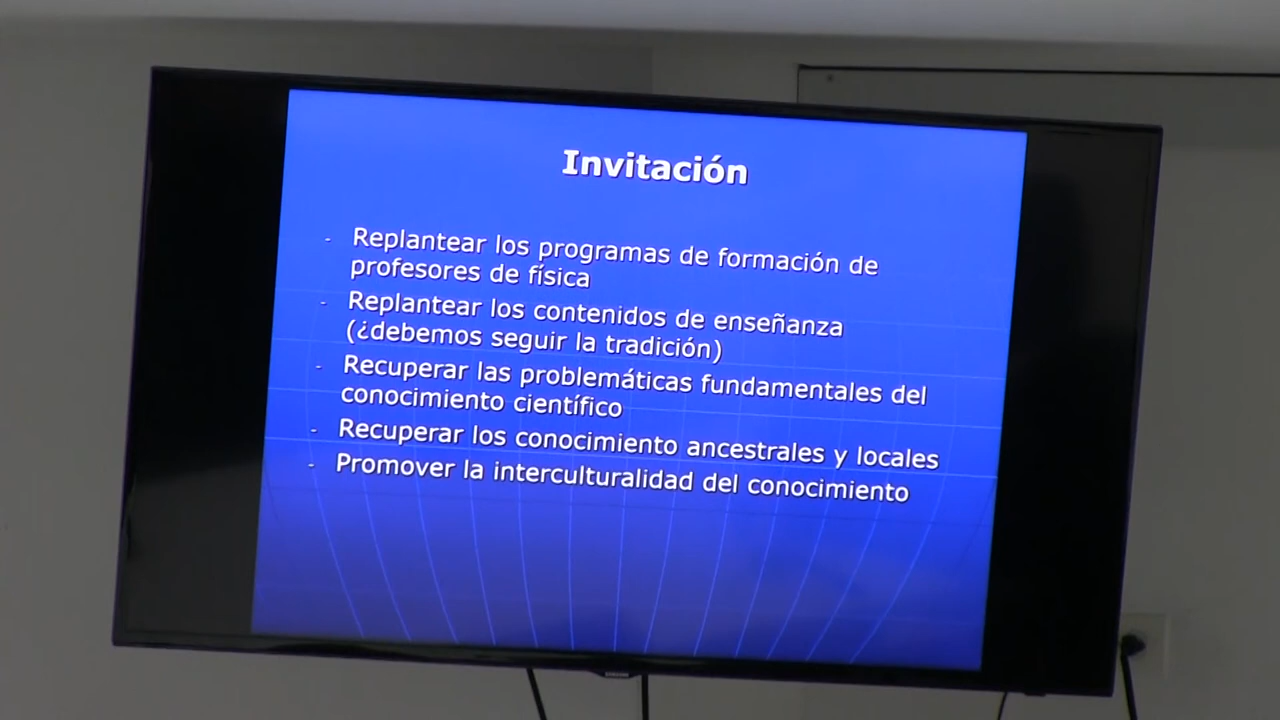 Invitación
- Replantear los programas de formación de
profesores de física
- Replantear los contenidos de enseñanza
(¿debemos seguir la tradición)
- Recuperar las problemáticas fundamentales del
conocimiento científico
- Recuperar los conocimiento ancestrales y locales
- Promover la interculturalidad del conocimiento